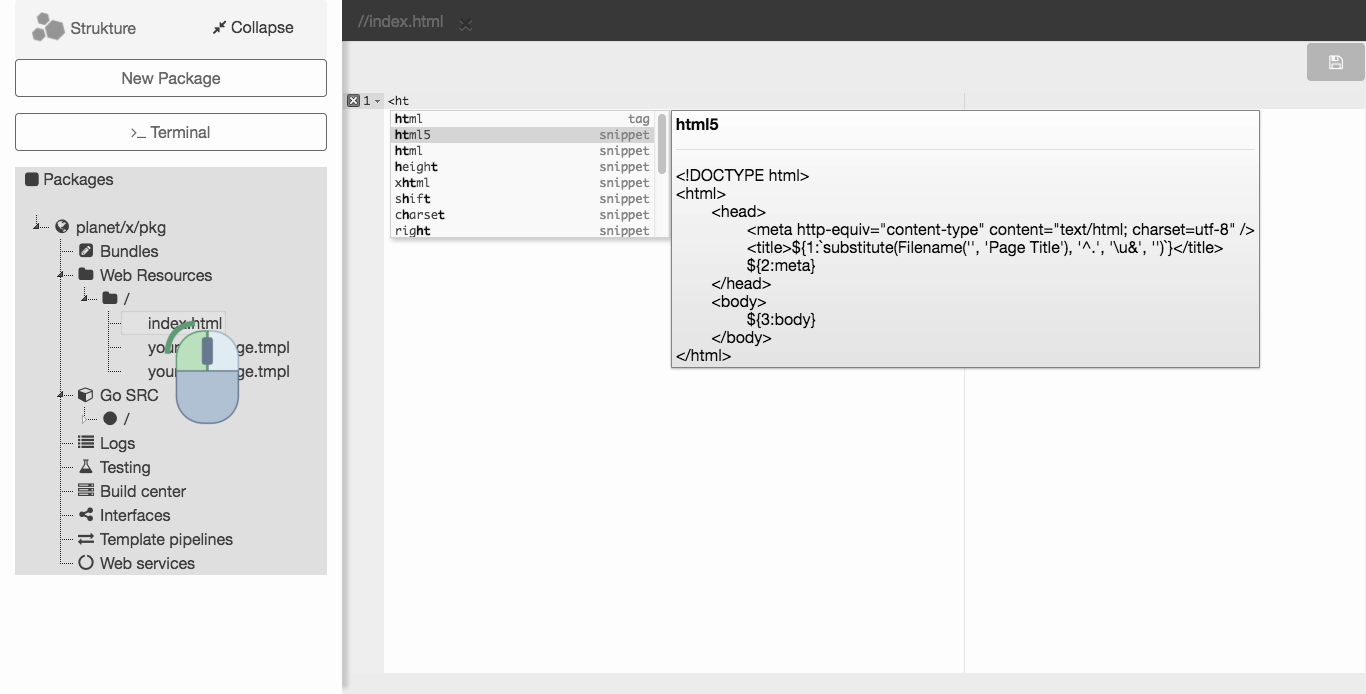 Strukture
Collapse
New Package
>_ Terminal
Packages
planet/x/pkg
Bundles
Web Resources
/
index.html
ge.tmpl
ge.tmpl
Go SRC
/
Logs
Testing
Build center
Interfaces
Template pipelines
Web services
//index.html
1 <ht
html tag
html5 snippet
html snippet
height snippet
xhtml snippet
shift snippet
charset snippet
right snippet
html5
<!DOCTYPE html>
<html>
<head>
<meta http-equiv="content-type" content="text/html; charset=utf-8" />
<title>${1:`substitute(Filename('', 'Page Title'), '^.', '\u&', '')`}</title>
${2:meta}
</head>
<body>
${3:body}
</body>
</html>